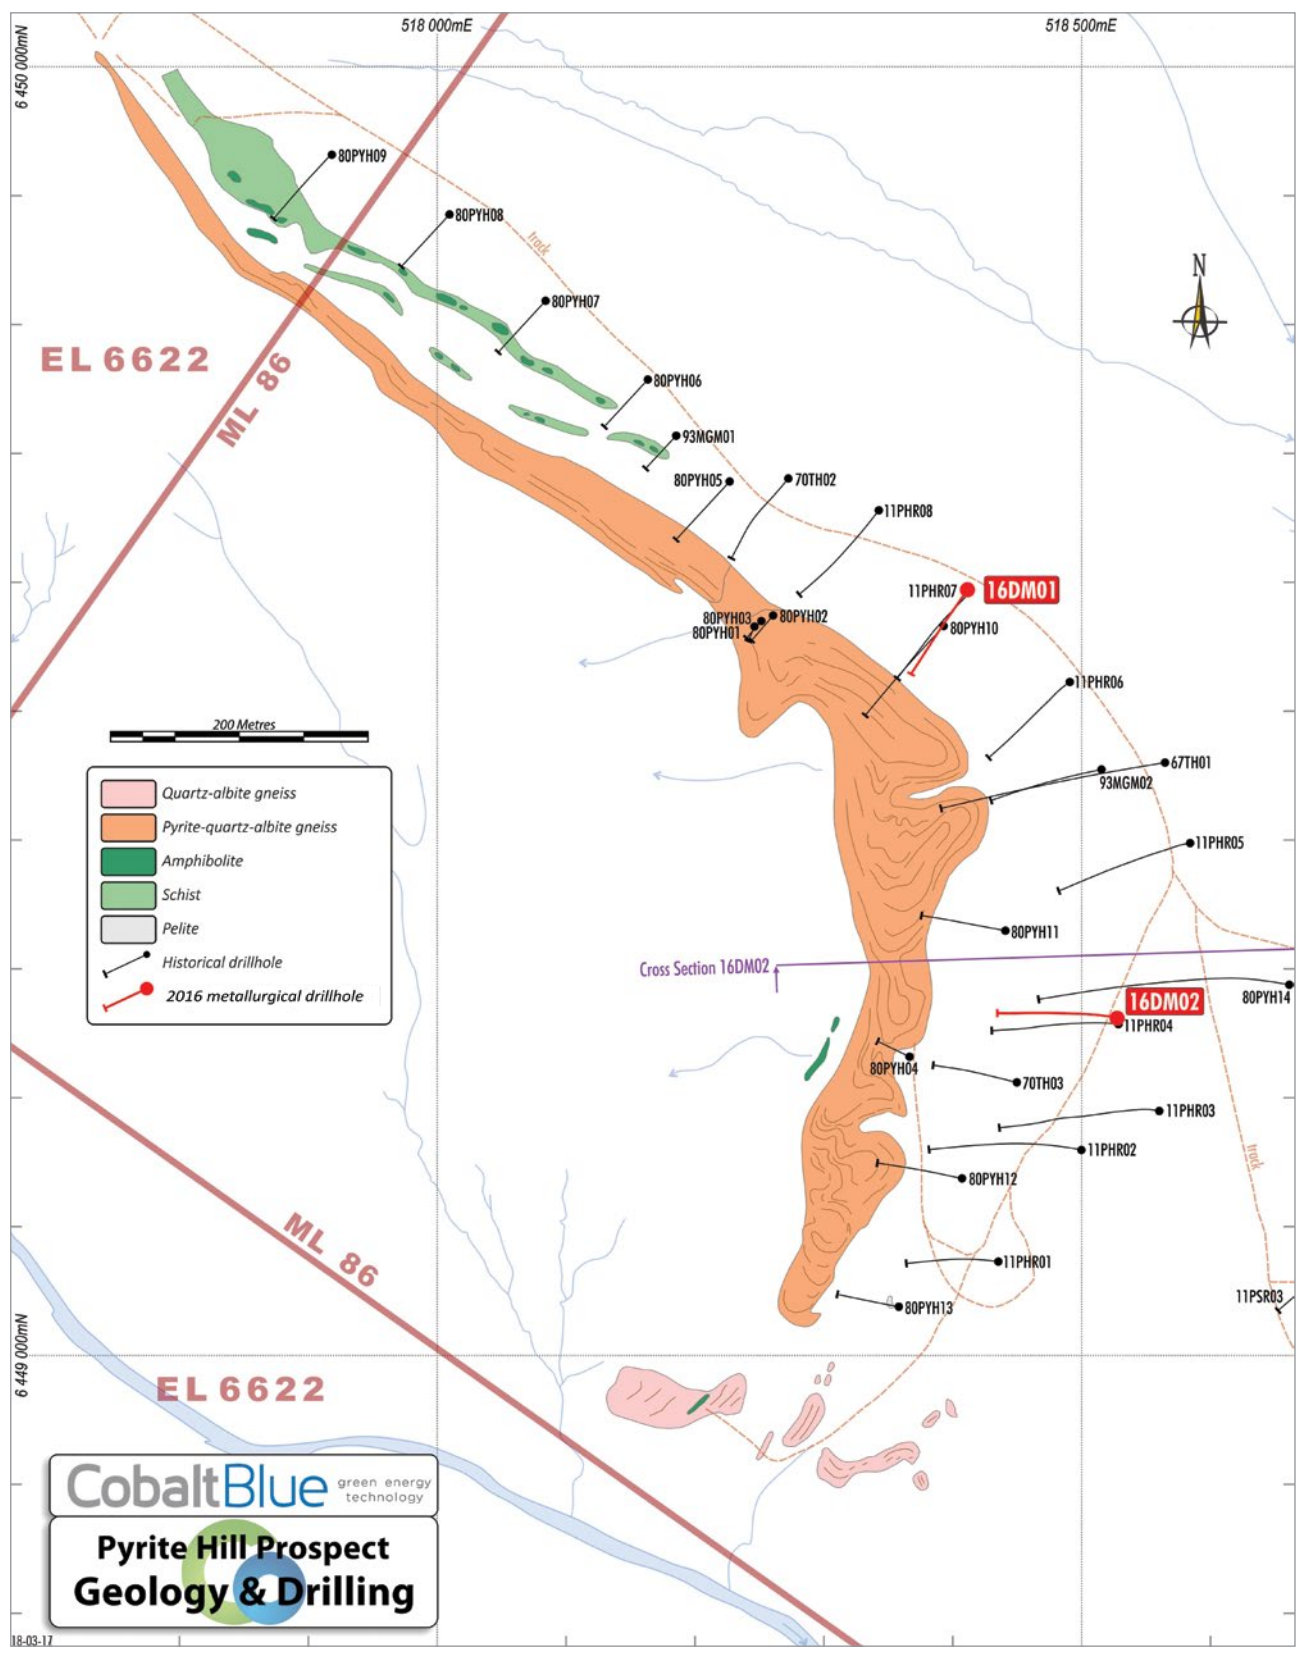 518 000mE
518 500mE
6 450 000mN
80PYH09
80PYH08
track
N
80PYH07
EL 6622
ML 86
80PYH06
93MGM01
80PYH05
70TH02
11PHR08
11PHR07
16DM01
80PYH03
80PYH02
80PYH01
80PYH10
11PHR06
200 Metres
67TH01
93MGM02
Quartz-albite gneiss
Pyrite-quartz-albite gneiss
Amphibolite
Schist
Pelite
Historical drillhole
2016 metallurgical drillhole
11PHR05
80PYH11
Cross Section 16DM02
80PYH14
16DM02
11PHR04
80PYH04
70TH03
11PHR03
11PHR02
track
80PYH12
ML 86
11PHR01
11PSR03
80PYH13
6 449 000mN
EL 6622
CobaltBlue green energy
technology
Pyrite Hill Prospect
Geology & Drilling
18-03-17